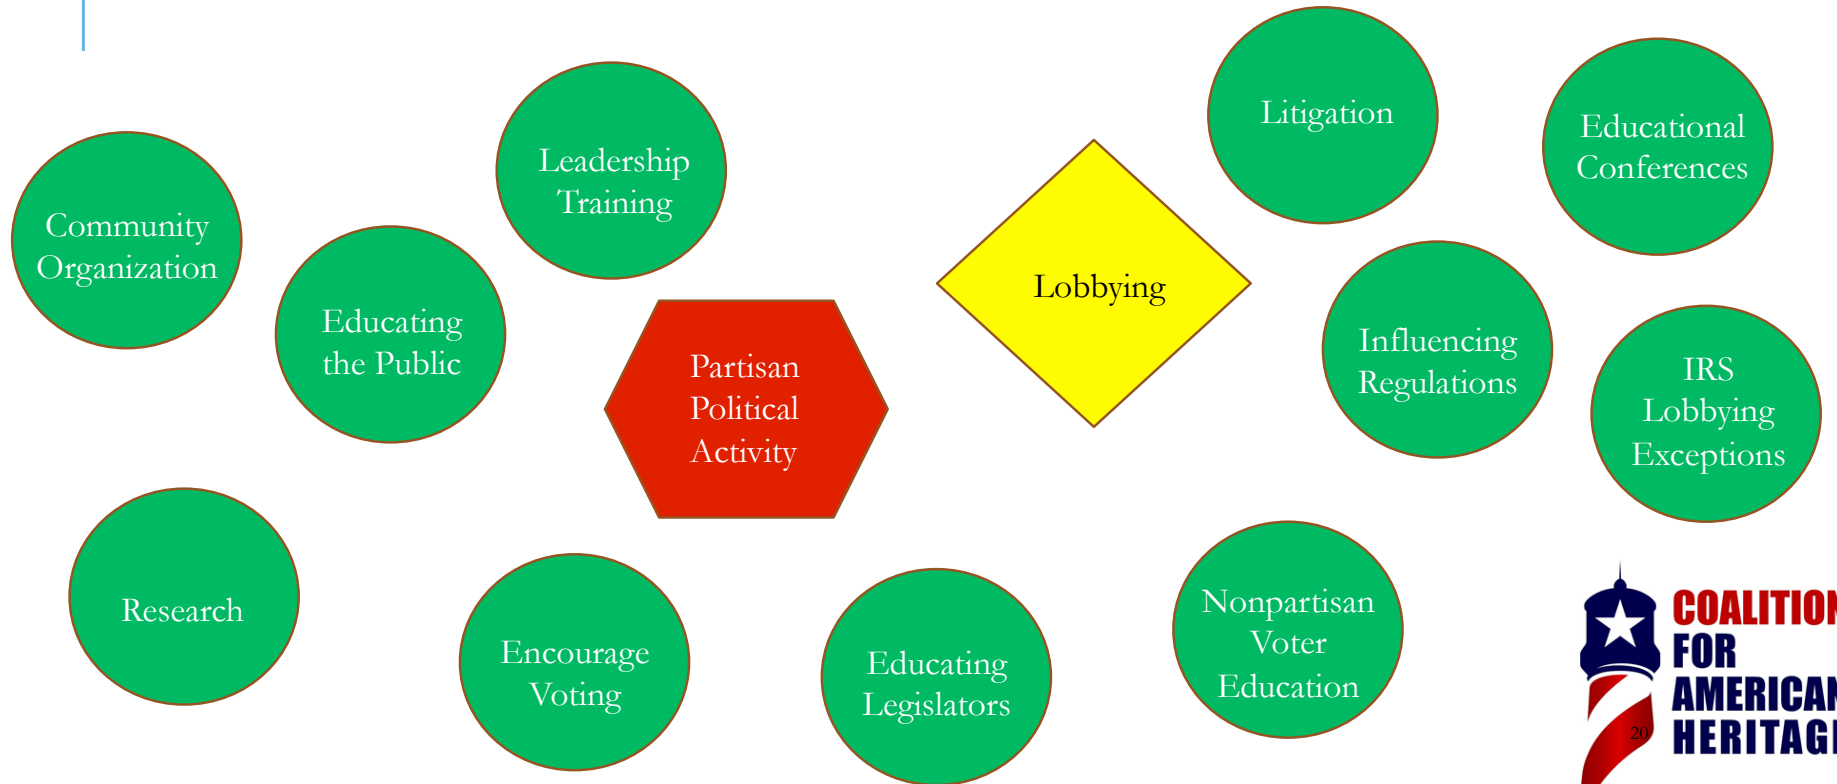 Community
Organization
Educating
the Public
Leadership
Training
Partisan
Political
Activity
Lobbying
Litigation
Educational
Conferences
Influencing
Regulations
IRS
Lobbying
Exceptions
Research
Encourage
Voting
Educating
Legislators
Nonpartisan
Voter
Education
COALITION
FOR
AMERICAN
HERITAGE
20